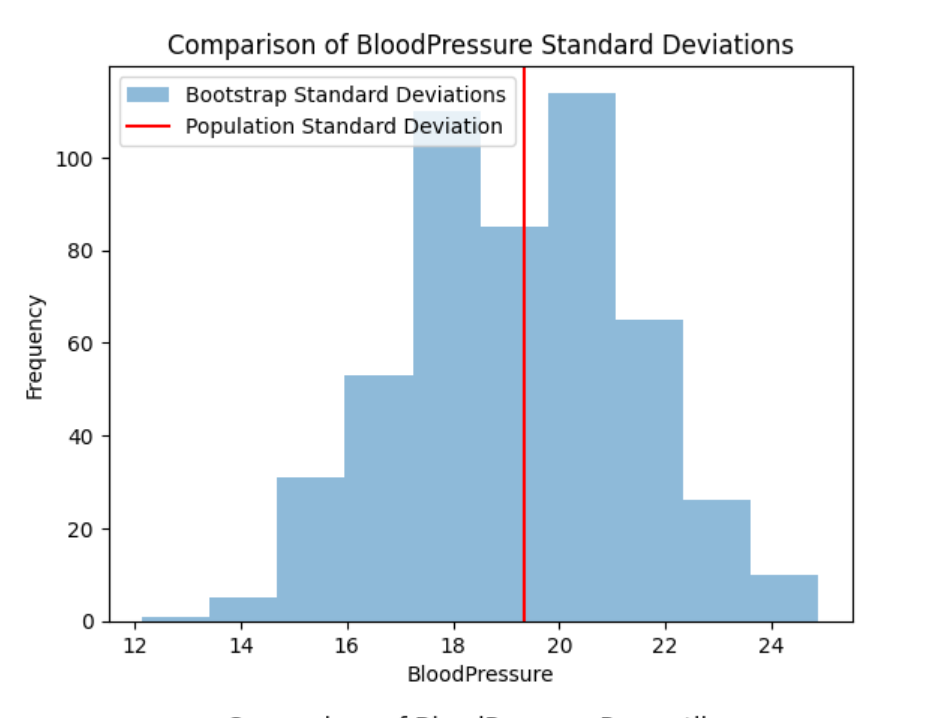 Comparison of BloodPressure Standard Deviations
Bootstrap Standard Deviations
Population Standard Deviation
100
80
60
40
20
0
Frequency
12 14 16 18 20 22 24
BloodPressure